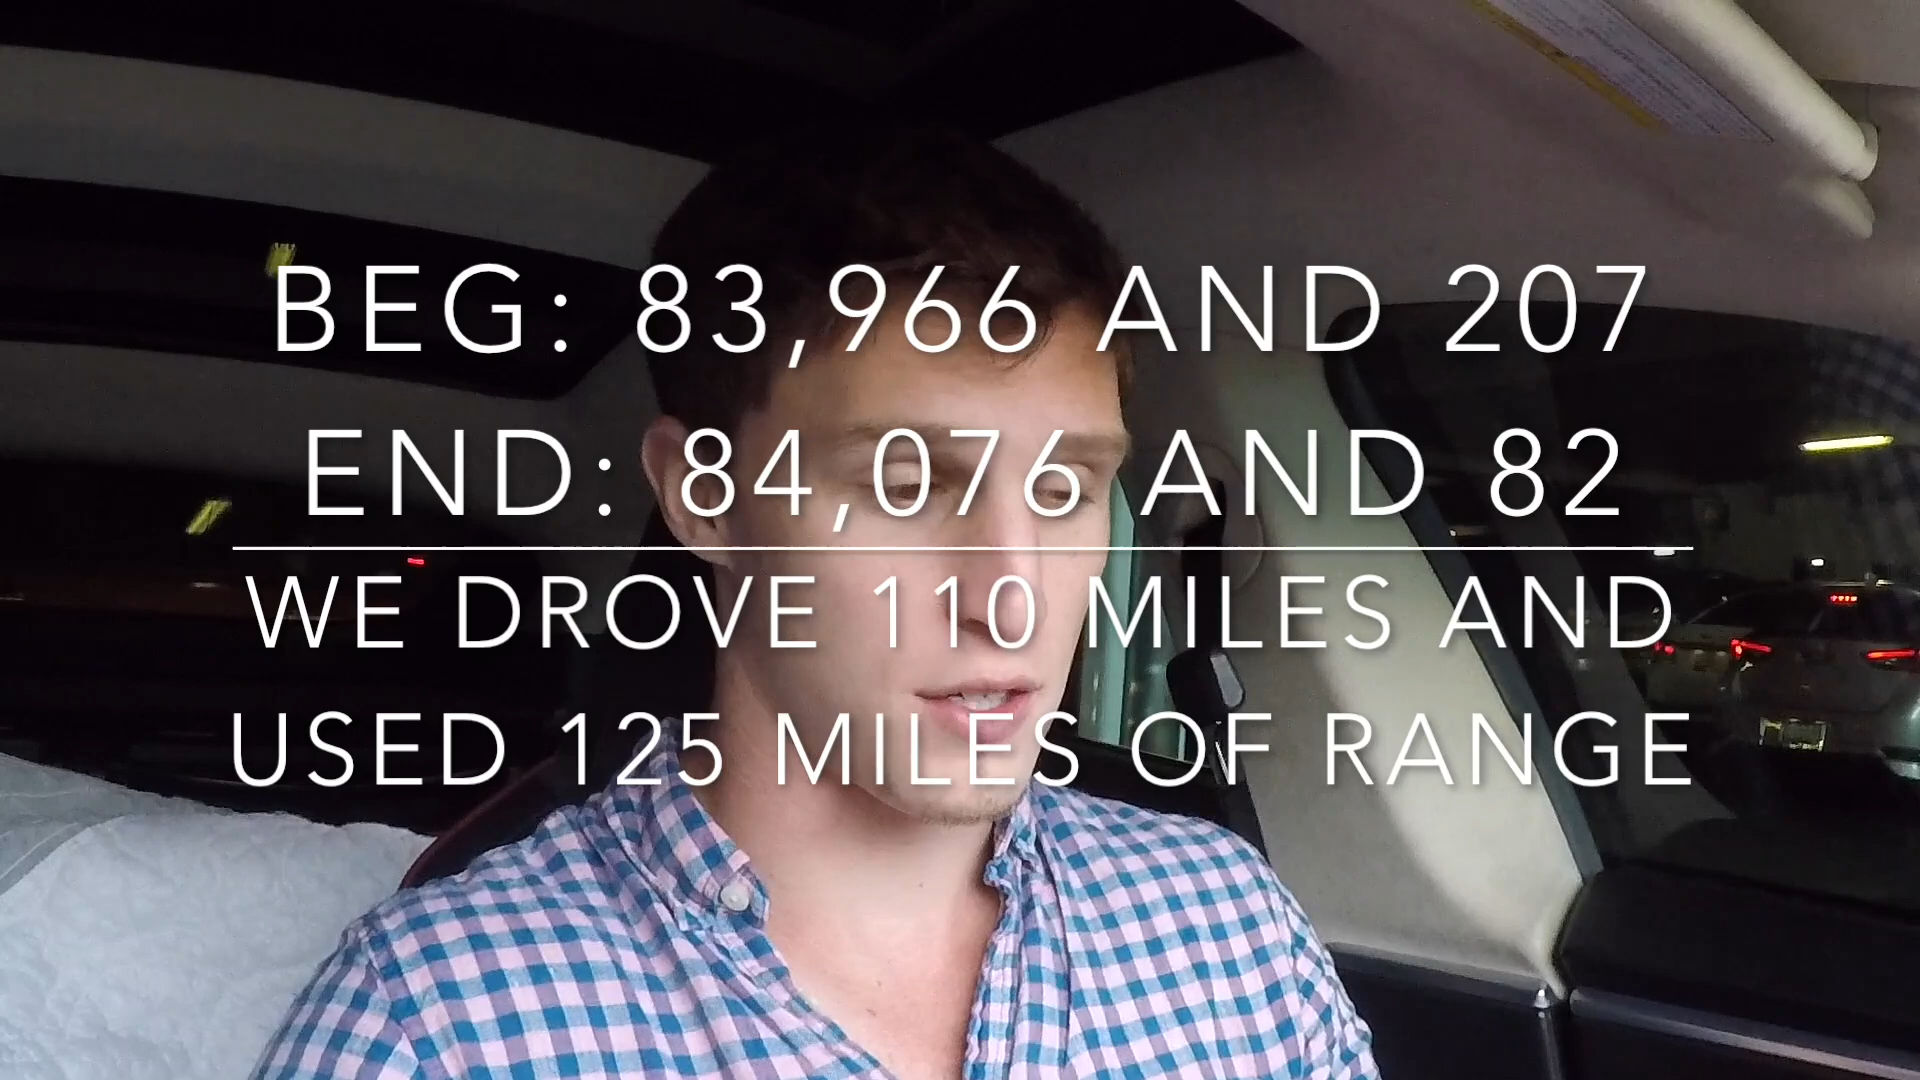 BEG: 83,966 AND 207
END: 84,076 AND 82
WE DROVE 110 MILES AND
USED 125 MILES OF RANGE